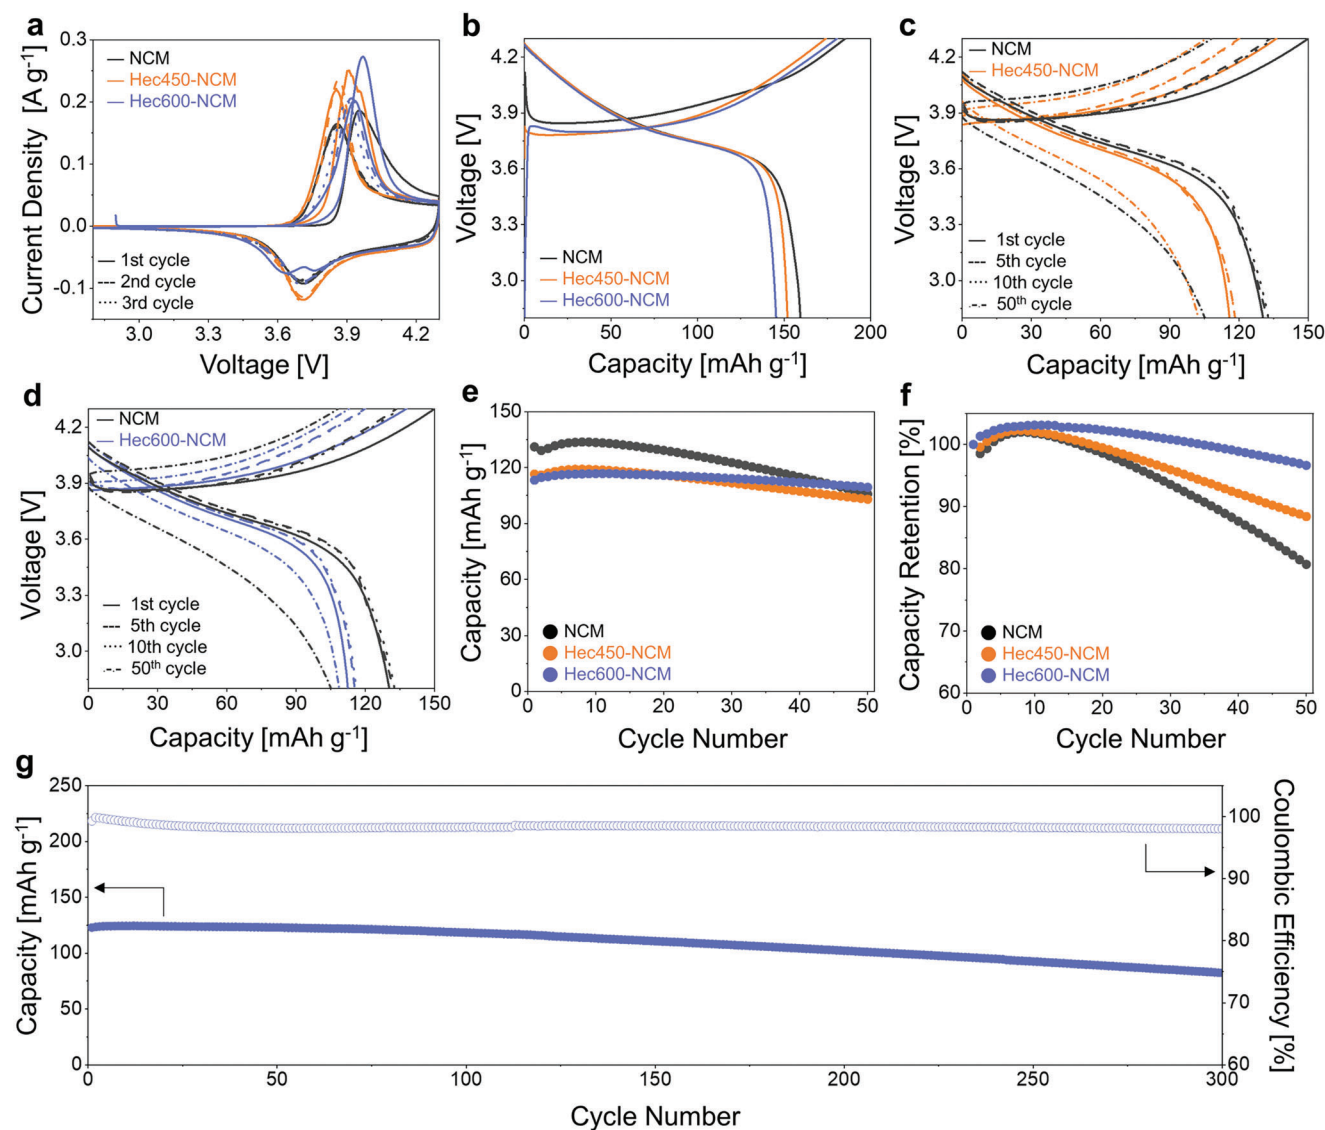 a
0.3
0.2
0.1
0.0
-0.1
Current Density [A g-1]
NCM
Hec450-NCM
Hec600-NCM
1st cycle
2nd cycle
3rd cycle
3.0 3.3 3.6 3.9 4.2
Voltage [V]
b
4.2
3.9
3.6
3.3
3.0
Voltage [V]
NCM
Hec450-NCM
Hec600-NCM
0 50 100 150 200
Capacity [mAh g-1]
c
4.2
3.9
3.6
3.3
3.0
Voltage [V]
NCM
Hec450-NCM
1st cycle
5th cycle
10th cycle
50th cycle
0 30 60 90 120 150
Capacity [mAh g-1]
d
4.2
3.9
3.6
3.3
3.0
Voltage [V]
NCM
Hec600-NCM
1st cycle
5th cycle
10th cycle
50th cycle
0 30 60 90 120 150
Capacity [mAh g-1]
e
150
120
90
60
30
0
Capacity [mAh g-1]
NCM
Hec450-NCM
Hec600-NCM
0 10 20 30 40 50
Cycle Number
f
100
90
80
70
60
Capacity Retention [%]
NCM
Hec450-NCM
Hec600-NCM
0 10 20 30 40 50
Cycle Number
g
250
200
150
100
50
0
Capacity [mAh g-1]
100
90
80
70
60
Coulombic Efficiency [%]
0 50 100 150 200 250 300
Cycle Number